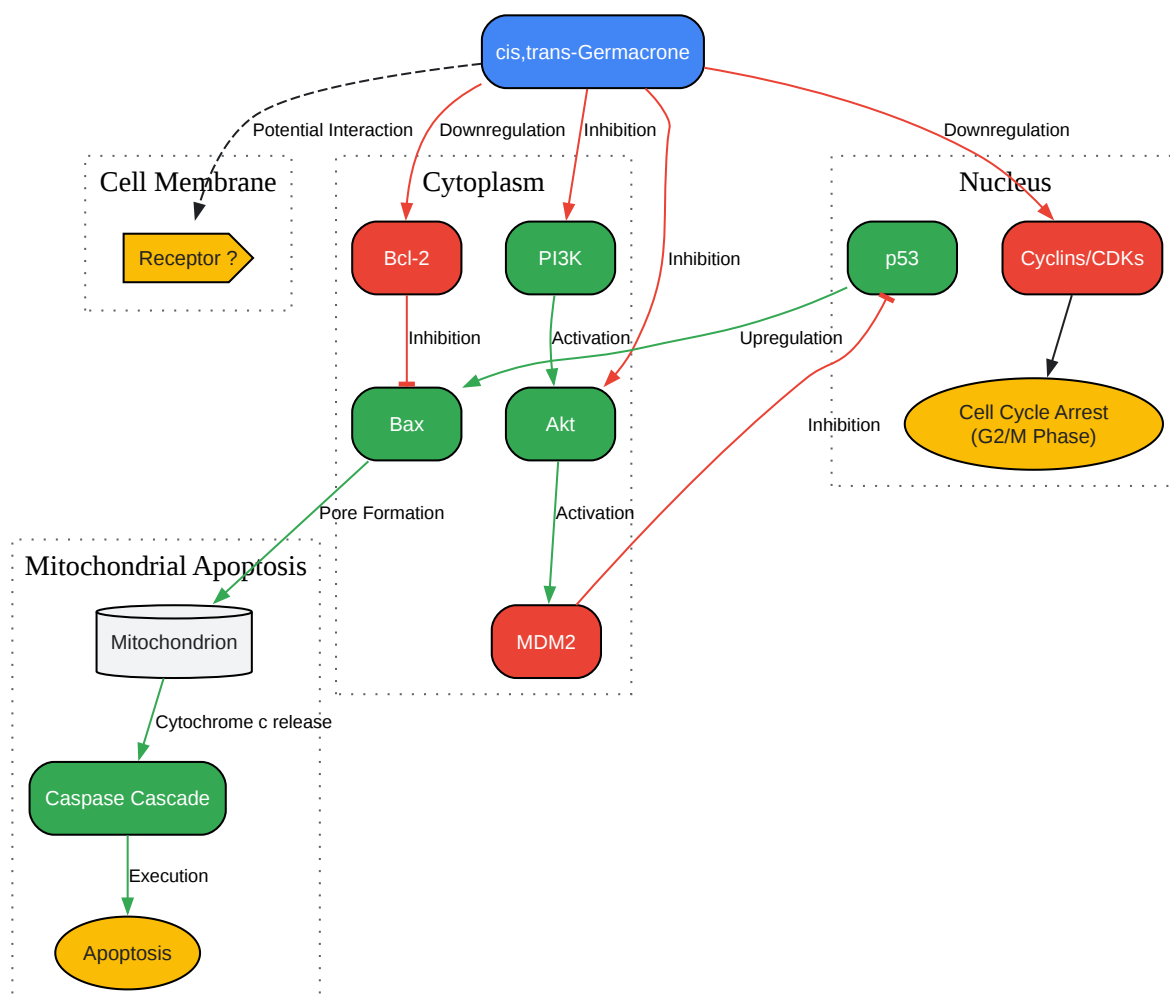 cis,trans-Germacrone
Potential Interaction
Downregulation
Inhibition
Downregulation
Cell Membrane
Cytoplasm
Nucleus
Receptor ?
Bcl-2
PI3K
Inhibition
p53
Cyclins/CDKs
Inhibition
Activation
Upregulation
Bax
Akt
Inhibition
Cell Cycle Arrest
(G2/M Phase)
Pore Formation
Activation
Mitochondrial Apoptosis
Mitochondrion
MDM2
Cytochrome c release
Caspase Cascade
Execution
Apoptosis